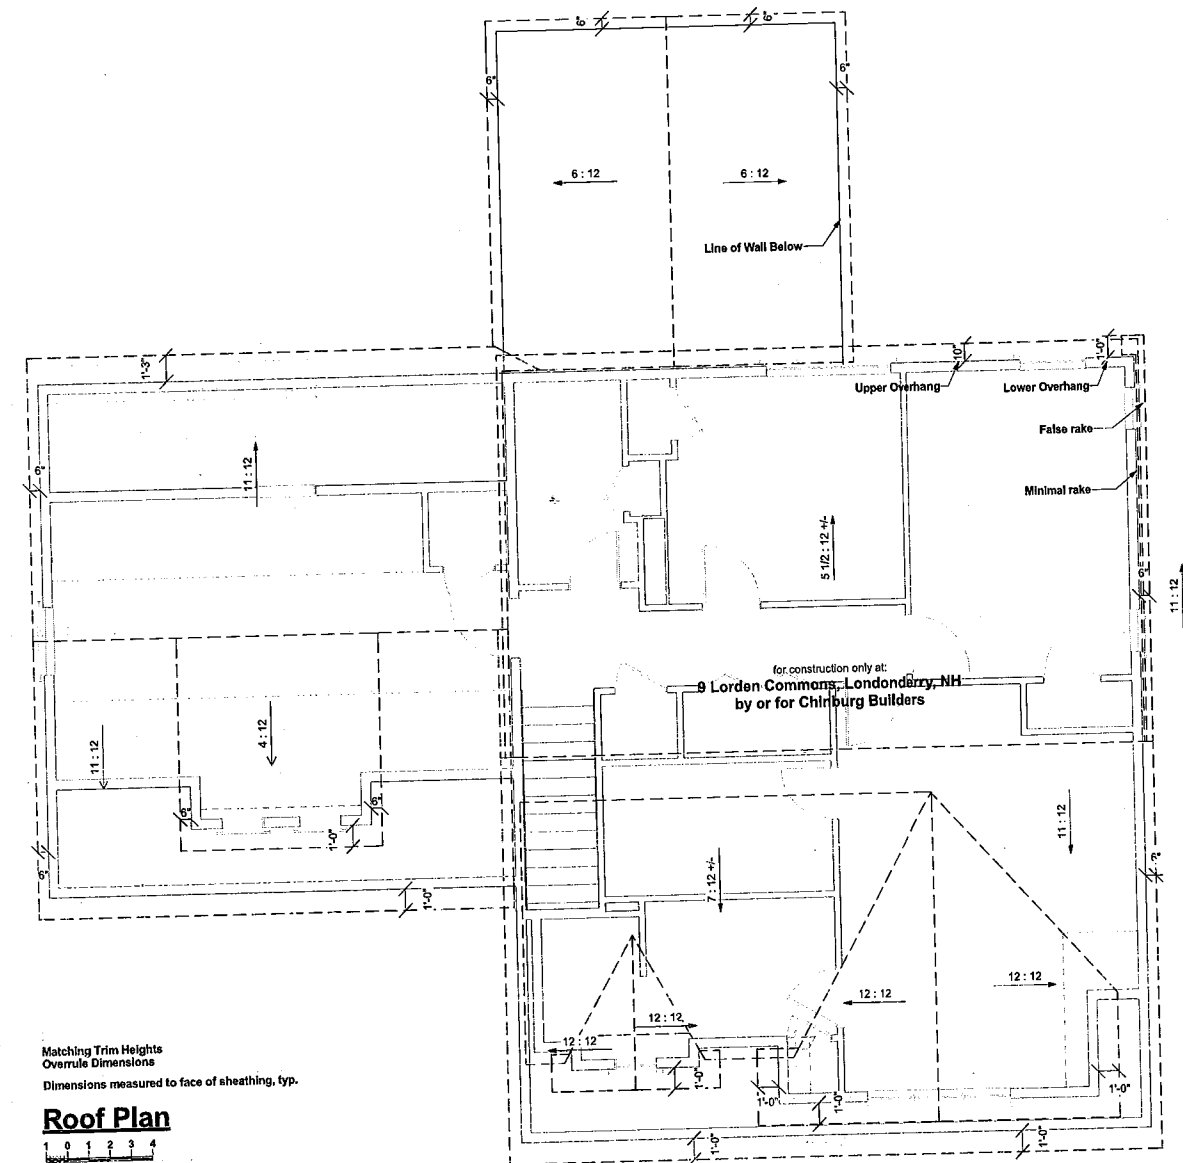 6"
6"
6"
6"
6 : 12
6 : 12
Line of Wall Below
1'-3"
10"
1'-0"
Upper Overhang
Lower Overhang
False rake
6"
11 : 12
Minimal rake
5 1/2 : 12 +/-
6"
11 : 12
for construction only at:
9 Lorden Commons, Londonderry, NH
by or for Chinburg Builders
11 : 12
4 : 12
6"
6"
1'-0"
11 : 12
6"
7 : 12 +/-
1'-0"
12 : 12
12 : 12
12 : 12
12 : 12
1'-0"
1'-0"
1'-0"
1'-0"
Matching Trim Heights
Overrule Dimensions
Dimensions measured to face of sheathing, typ.
Roof Plan
1 0 1 2 3 4
1'-0"
1'-0"